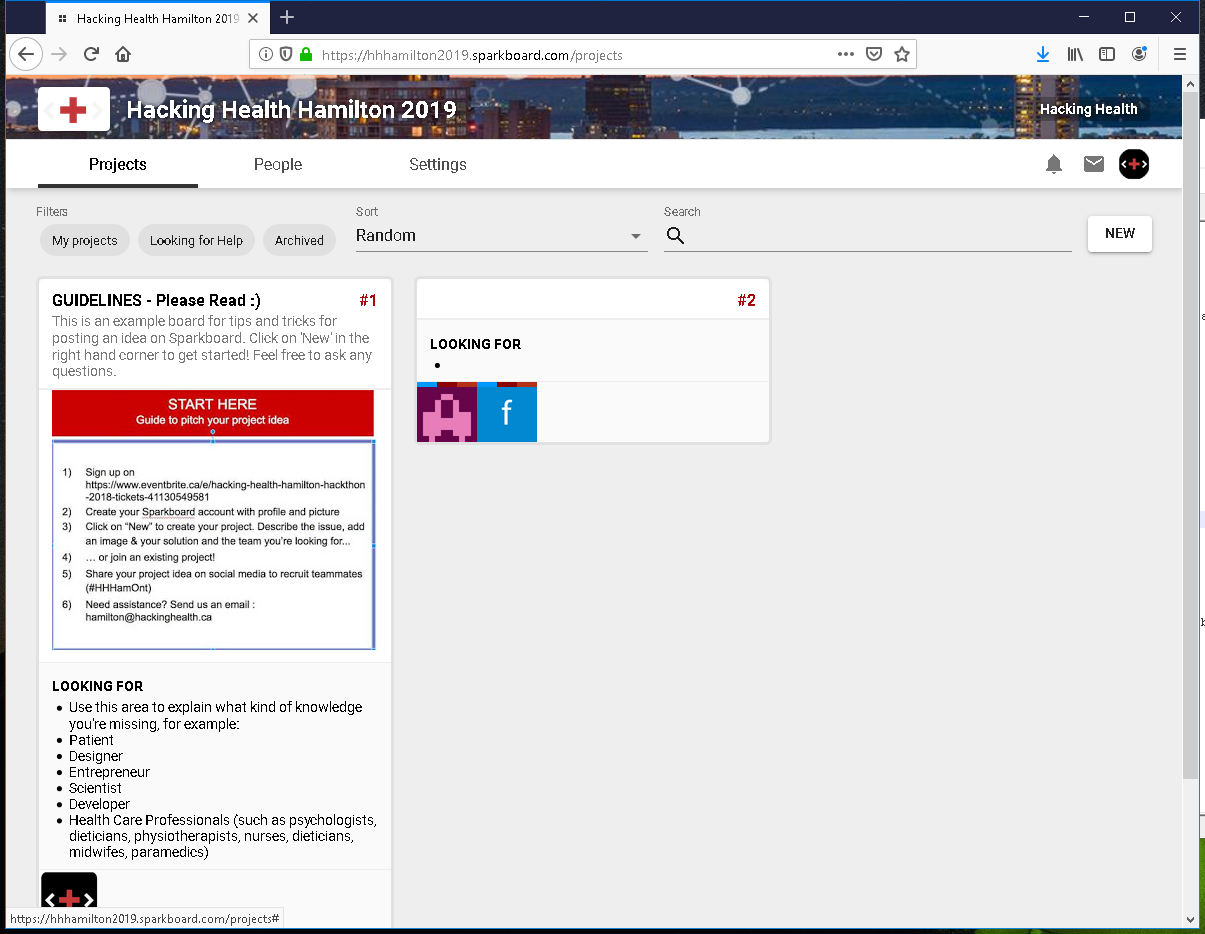 Hacking Health Hamilton 2019
https://hhhamilton2019.sparkboard.com/projects
Hacking Health Hamilton 2019
Hacking Health
Projects
People
Settings
Filters
My projects
Looking for Help
Archived
Sort
Random
Search
NEW
GUIDELINES - Please Read :)
#1
This is an example board for tips and tricks for
posting an idea on Sparkboard. Click on 'New' in the
right hand corner to get started! Feel free to ask any
questions.
START HERE
Guide to pitch your project idea
1) Sign up on
https://www.eventbrite.ca/e/hacking-health-hamilton-hackthon
-2018-tickets-41130549581
2) Create your Sparkboard account with profile and picture
3) Click on "New" to create your project. Describe the issue, add
an image & your solution and the team you're looking for...
4) ... or join an existing project!
5) Share your project idea on social media to recruit teammates
(#HHHamOnt)
6) Need assistance? Send us an email :
hamilton@hackinghealth.ca
LOOKING FOR
• Use this area to explain what kind of knowledge
you're missing, for example:
• Patient
• Designer
• Entrepreneur
• Scientist
• Developer
• Health Care Professionals (such as psychologists,
dieticians, physiotherapists, nurses, dieticians,
midwifes, paramedics)
#2
LOOKING FOR
•
f
https://hhhamilton2019.sparkboard.com/projects#